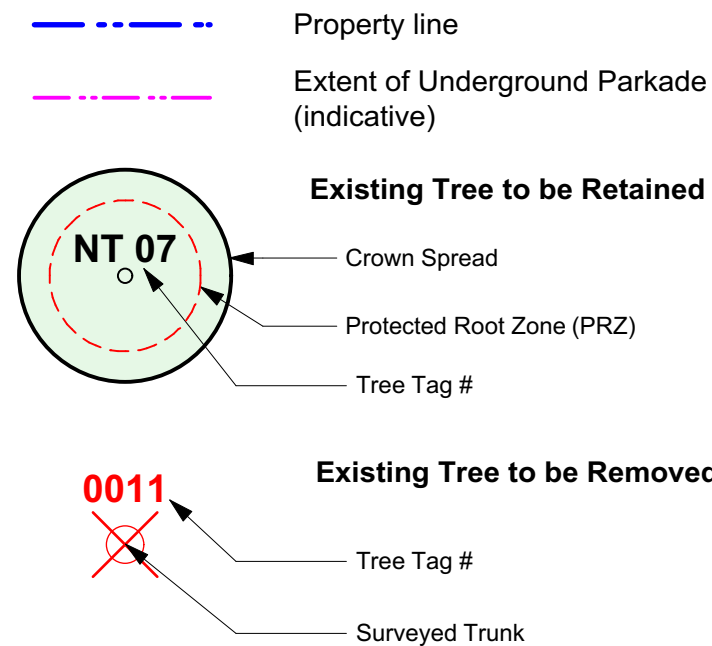 Property line
Extent of Underground Parkade
(indicative)
Existing Tree to be Retained
NT 07
Crown Spread
Protected Root Zone (PRZ)
Tree Tag #
Existing Tree to be Removed
0011
Tree Tag #
Surveyed Trunk